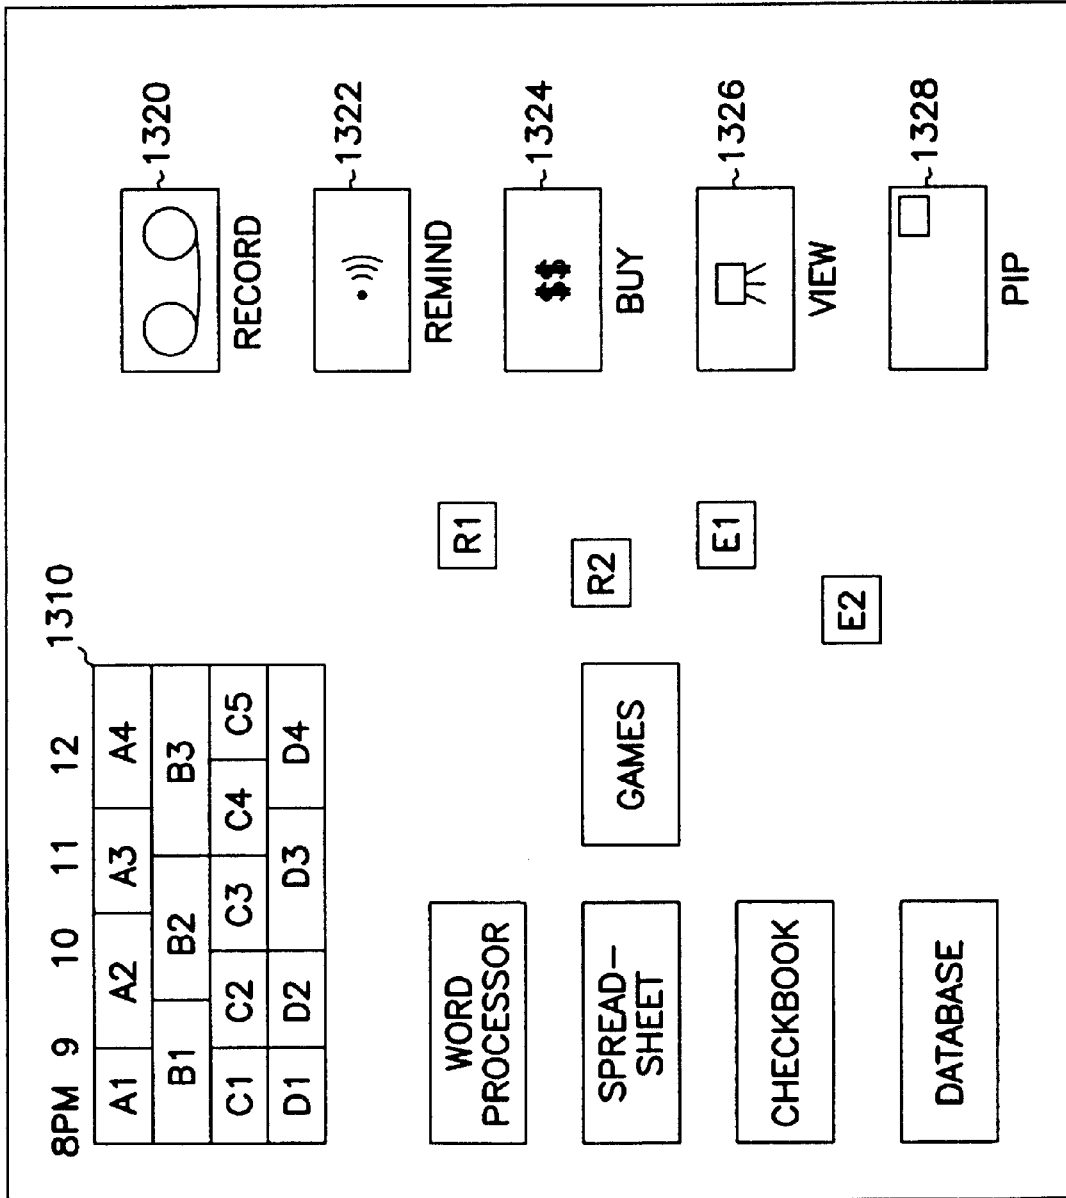 8PM 9 10 11 12
1310
A1 A2 A3 A4
B1 B2 B3
C1 C2 C3 C4 C5
D1 D2 D3 D4
WORD
PROCESSOR
SPREAD-
SHEET
CHECKBOOK
DATABASE
GAMES
R1
R2
E1
E2
1320
RECORD
1322
REMIND
1324
$$
BUY
1326
VIEW
1328
PIP